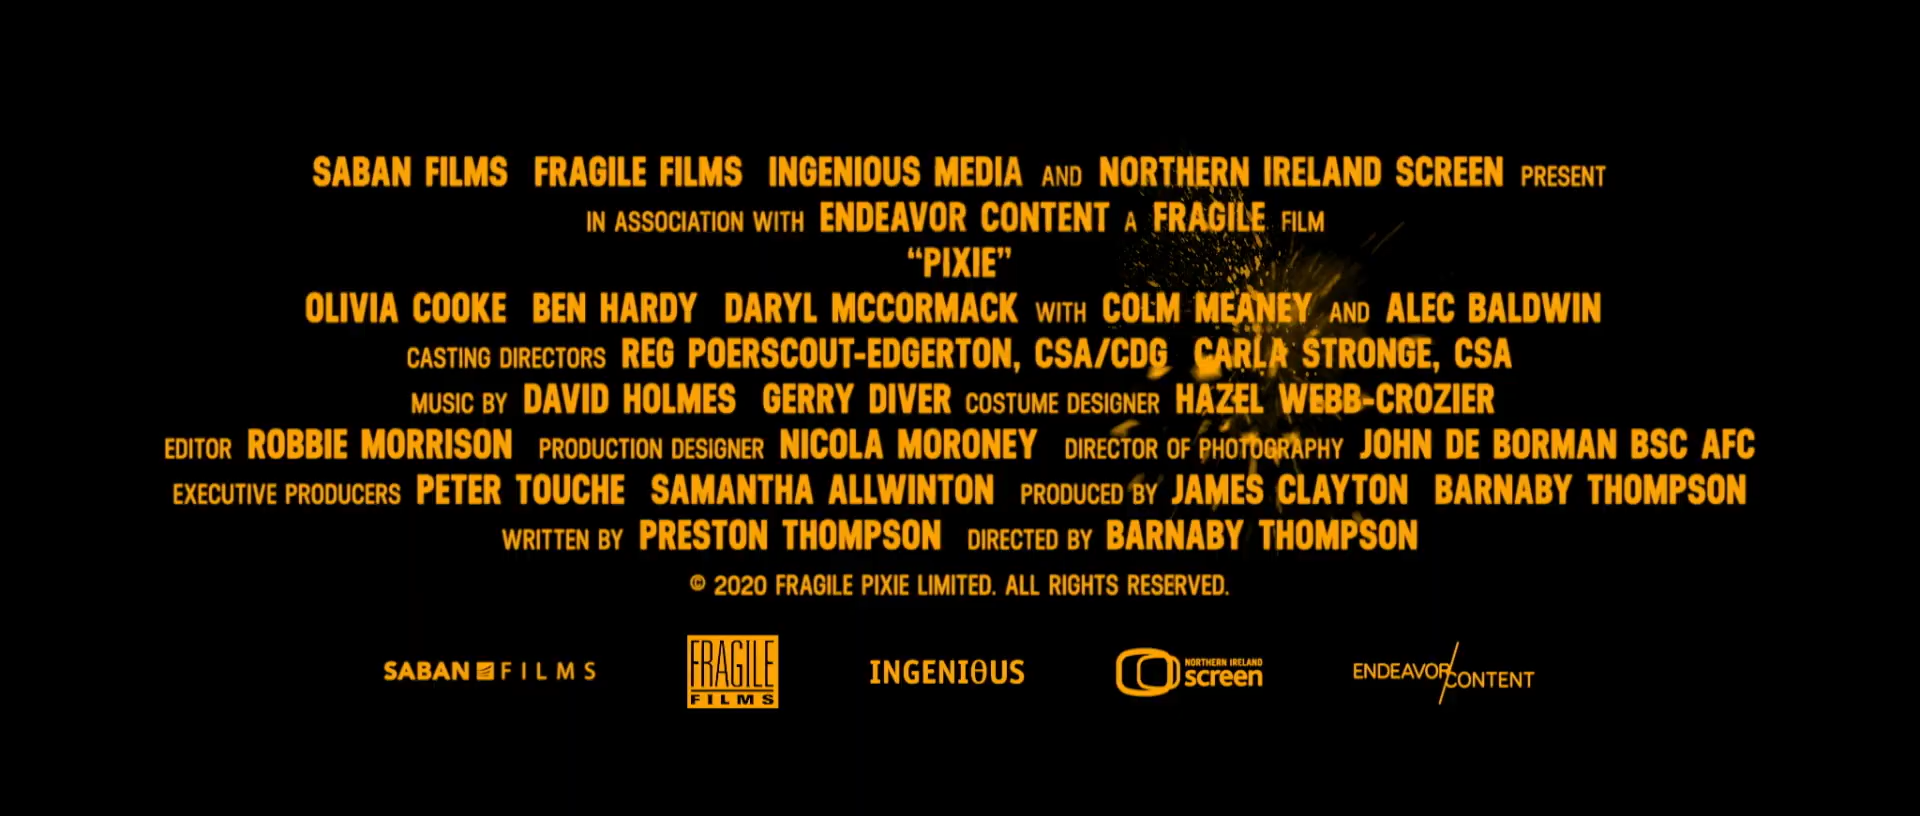 SABAN FILMS FRAGILE FILMS INGENIOUS MEDIA AND NORTHERN IRELAND SCREEN PRESENT
IN ASSOCIATION WITH ENDEAVOR CONTENT A FRAGILE FILM
“PIXIE”
OLIVIA COOKE BEN HARDY DARYL MCCORMACK WITH COLM MEANEY AND ALEC BALDWIN
CASTING DIRECTORS REG POERSCOUT-EDGERTON, CSA/CDG CARLA STRONGE, CSA
MUSIC BY DAVID HOLMES GERRY DIVER COSTUME DESIGNER HAZEL WEBB-CROZIER
EDITOR ROBBIE MORRISON PRODUCTION DESIGNER NICOLA MORONEY DIRECTOR OF PHOTOGRAPHY JOHN DE BORMAN BSC AFC
EXECUTIVE PRODUCERS PETER TOUCHE SAMANTHA ALLWINTON PRODUCED BY JAMES CLAYTON BARNABY THOMPSON
WRITTEN BY PRESTON THOMPSON DIRECTED BY BARNABY THOMPSON
© 2020 FRAGILE PIXIE LIMITED. ALL RIGHTS RESERVED.
SABAN FILMS
FRAGILE
FILMS
INGENIθUS
NORTHERN IRELAND
screen
ENDEAVOR/CONTENT